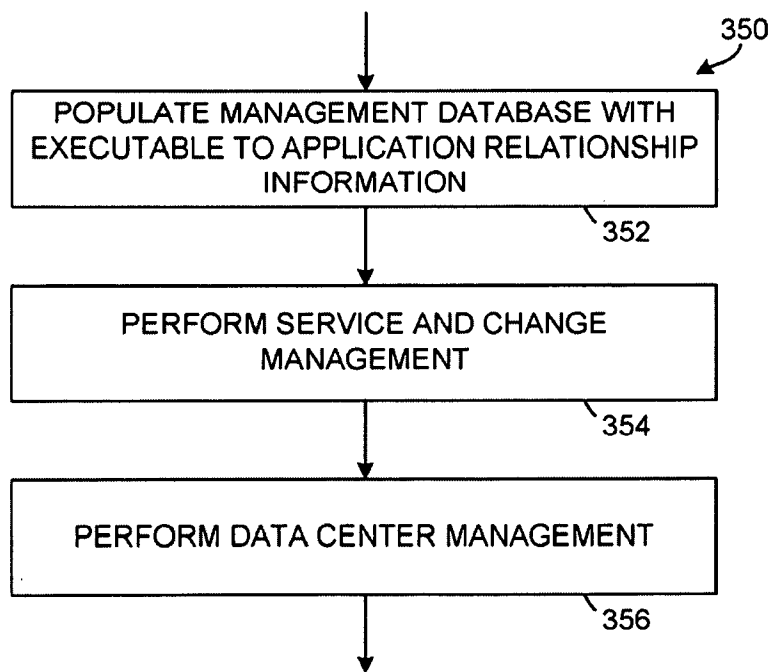 350
POPULATE MANAGEMENT DATABASE WITH
EXECUTABLE TO APPLICATION RELATIONSHIP
INFORMATION
352
PERFORM SERVICE AND CHANGE
MANAGEMENT
354
PERFORM DATA CENTER MANAGEMENT
356